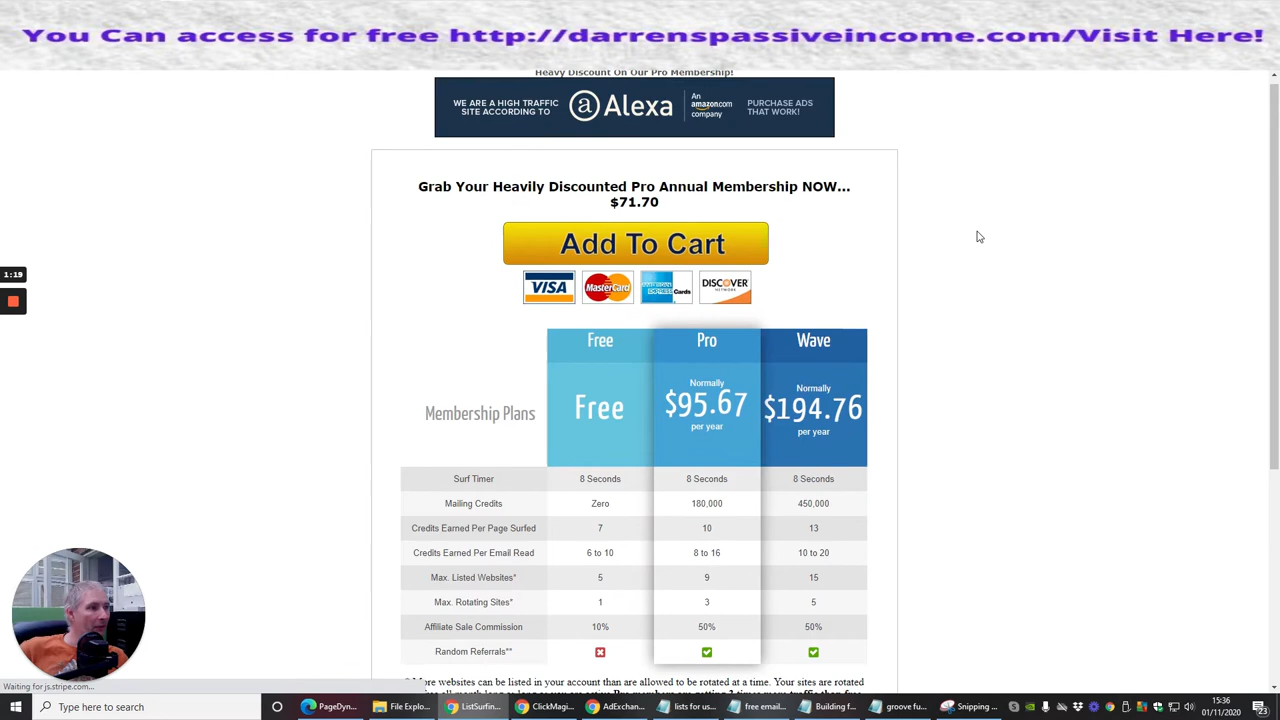 You Can access for free http://darrenspassiveincome.com/Visit Here!
Heavy Discount On Our Pro Membership!
WE ARE A HIGH TRAFFIC SITE ACCORDING TO
a Alexa
An amazon.com company
PURCHASE ADS THAT WORK!
Grab Your Heavily Discounted Pro Annual Membership NOW...
$71.70
Add To Cart
VISA MasterCard AMERICAN EXPRESS Cards DISCOVER NETWORK
1:19
Free Pro Wave
Membership Plans
Free
Normally $95.67 per year
Normally $194.76 per year
Surf Timer 8 Seconds 8 Seconds 8 Seconds
Mailing Credits Zero 180,000 450,000
Credits Earned Per Page Surfed 7 10 13
Credits Earned Per Email Read 6 to 10 8 to 16 10 to 20
Max. Listed Websites* 5 9 15
Max. Rotating Sites* 1 3 5
Affiliate Sale Commission 10% 50% 50%
Random Referrals**
More websites can be listed in your account than are allowed to be rotated at a time. Your sites are rotated
Waiting for js.stripe.com...
Type here to search
PageDyn... File Explo... ListSurfin... ClickMagi... AdExchan... lists for us... free email... Building f... groove fu... Snipping ...
15:36
01/11/2020